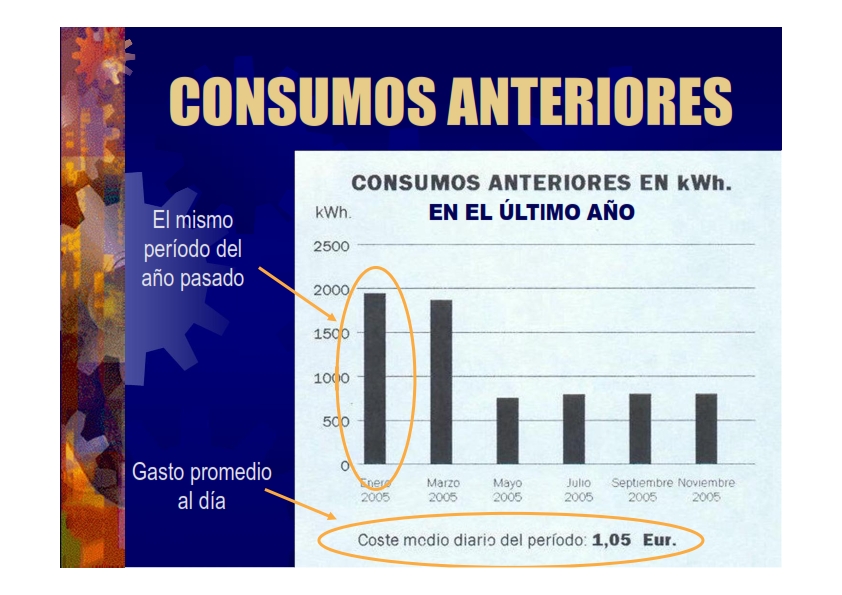 CONSUMOS ANTERIORES
El mismo
período del
año pasado
Gasto promedio
al día
CONSUMOS ANTERIORES EN kWh.
kWh.
EN EL ÚLTIMO AÑO
2500
2000
1500
1000
500
0
Enero Marzo Mayo Julio Septiembre Noviembre
2005 2005 2005 2005 2005 2005
Coste medio diario del período: 1,05 Eur.